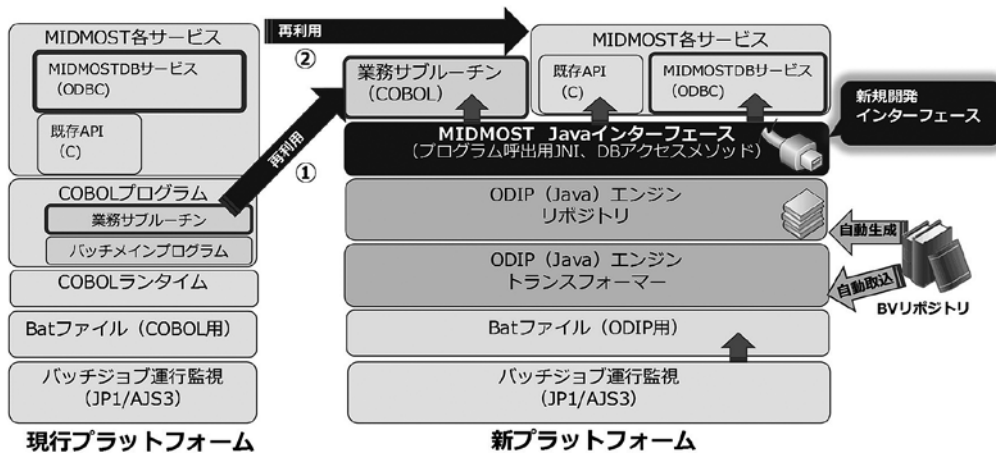 MIDMOST各サービス
MIDMOSTDBサービス
(ODBC)
既存API
(C)
COBOLプログラム
業務サブルーチン
バッチメインプログラム
COBOLランタイム
Batファイル（COBOL用）
バッチジョブ運行監視
（JP1/AJS3）
現行プラットフォーム
再利用
②
再利用
①
業務サブルーチン
（COBOL）
MIDMOST各サービス
既存API
(C)
MIDMOSTDBサービス
(ODBC)
MIDMOST Javaインターフェース
（プログラム呼出用JNI、DBアクセスメソッド）
新規開発
インターフェース
ODIP（Java）エンジン
リポジトリ
自動生成
ODIP（Java）エンジン
トランスフォーマー
自動取込
BVリポジトリ
Batファイル（ODIP用）
バッチジョブ運行監視
（JP1/AJS3）
新プラットフォーム